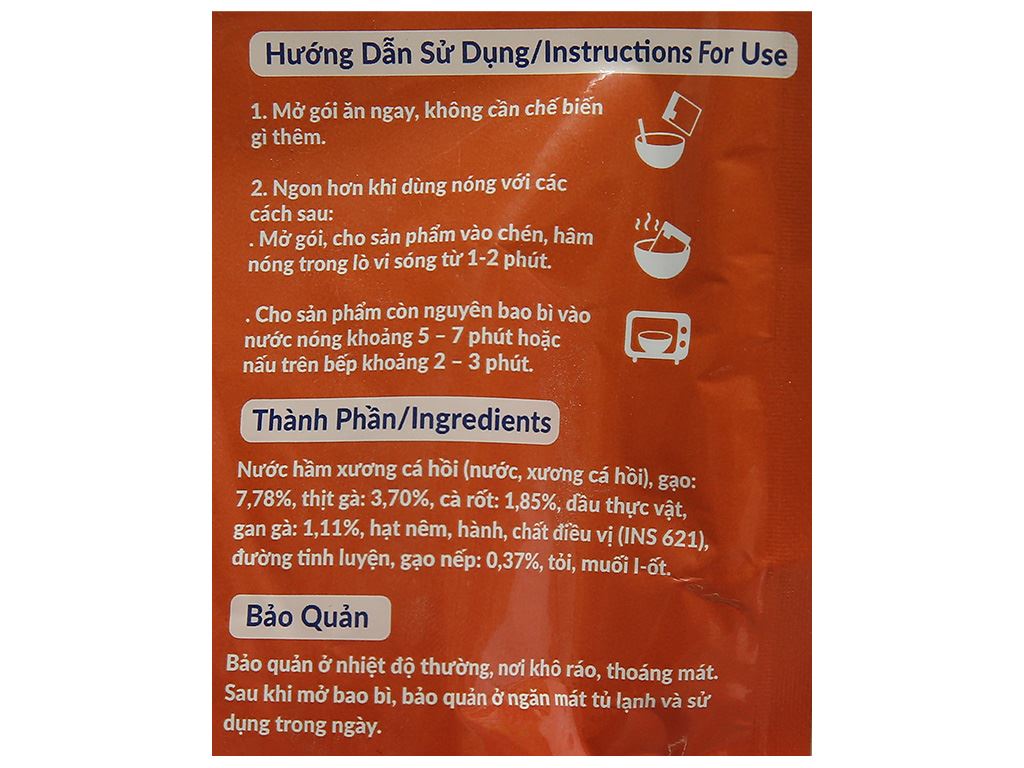 Hướng Dẫn Sử Dụng/Instructions For Use
1. Mở gói ăn ngay, không cần chế biến
gì thêm.
2. Ngon hơn khi dùng nóng với các
cách sau:
. Mở gói, cho sản phẩm vào chén, hâm
nóng trong lò vi sóng từ 1-2 phút.
. Cho sản phẩm còn nguyên bao bì vào
nước nóng khoảng 5 – 7 phút hoặc
nấu trên bếp khoảng 2 – 3 phút.
Thành Phần/Ingredients
Nước hầm xương cá hồi (nước, xương cá hồi), gạo:
7,78%, thịt gà: 3,70%, cà rốt: 1,85%, dầu thực vật,
gan gà: 1,11%, hạt nêm, hành, chất điều vị (INS 621),
đường tinh luyện, gạo nếp: 0,37%, tỏi, muối I-ốt.
Bảo Quản
Bảo quản ở nhiệt độ thường, nơi khô ráo, thoáng mát.
Sau khi mở bao bì, bảo quản ở ngăn mát tủ lạnh và sử
dụng trong ngày.